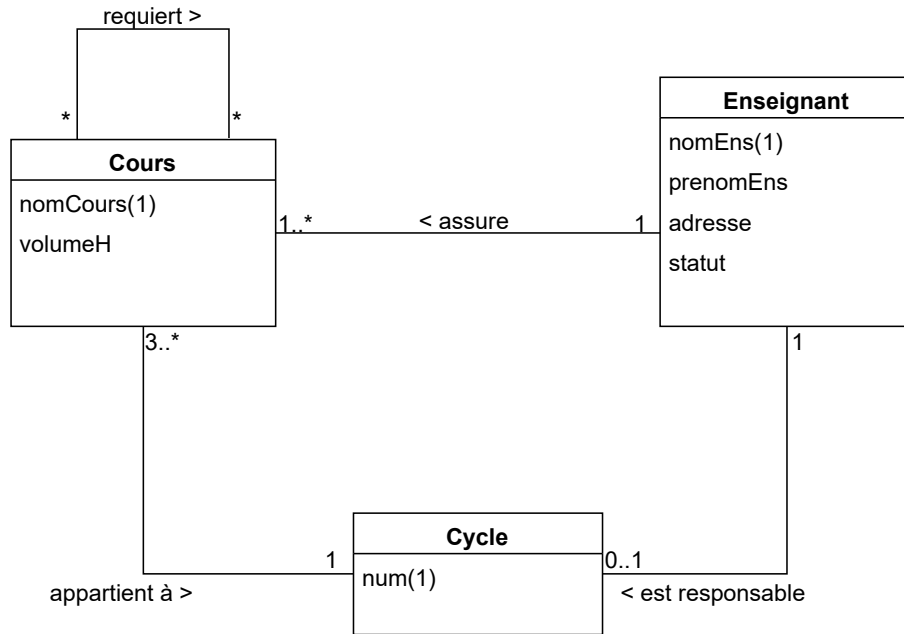 requiert >
* *
Cours
nomCours(1)
volumeH
Enseignant
nomEns(1)
prenomEns
adresse
statut
1..* < assure 1
3..*
1
Cycle
num(1)
1
0..1
appartient à >
< est responsable